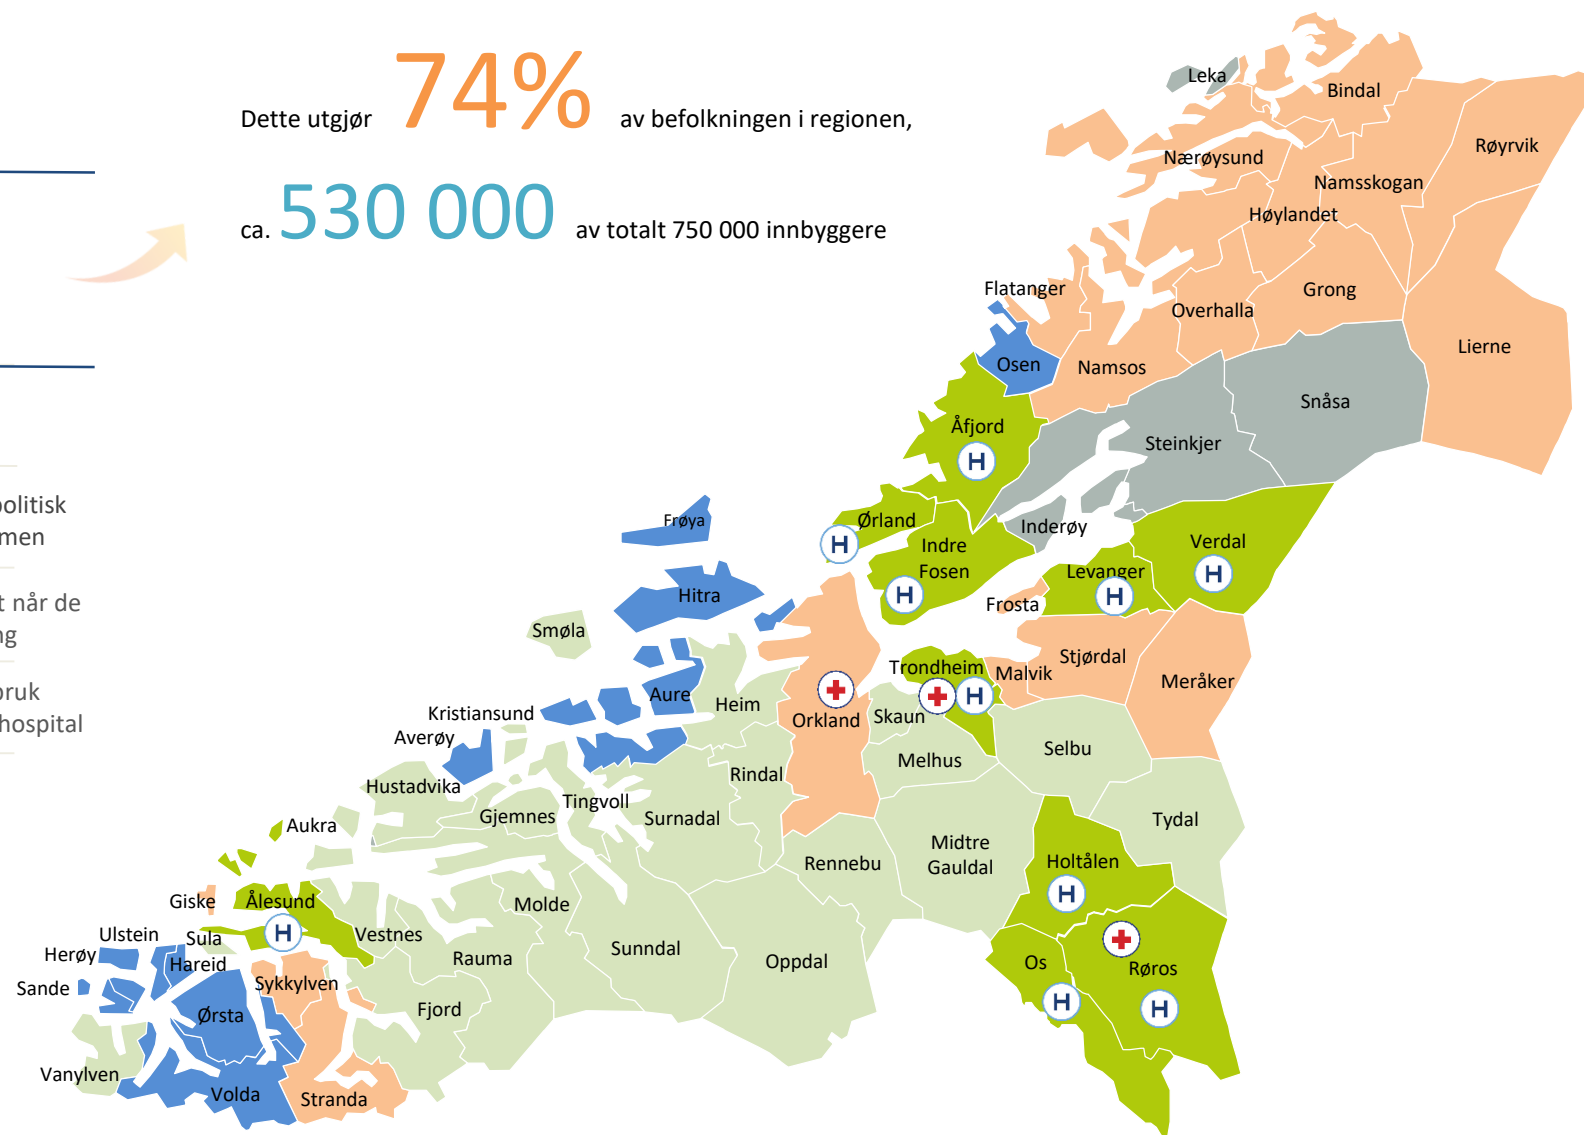 Dette utgjør 74% av befolkningen i regionen,
ca. 530 000 av totalt 750 000 innbyggere
olitisk
men
t når de
ng
bruk
hospital
Leka
Bindal
Røyrvik
Nærøysund
Namsskogan
Høylandet
Flatanger
Grong
Overhalla
Lierne
Osen
Namsos
Snåsa
Åfjord
Steinkjer
H
Frøya
Ørland
Inderøy
Verdal
Indre
Fosen
H
Levanger
H
Hitra
H
H
Frosta
Smøla
Stjørdal
Trondheim
Malvik
Meråker
Aure
H
Heim
Kristiansund
Skaun
Orkland
Averøy
Selbu
Melhus
Rindal
Hustadvika
Tingvoll
Gjemnes
Surnadal
Tydal
Aukra
Midtre
Gauldal
Rennebu
Holtålen
H
Giske
Ålesund
Molde
H
Ulstein
Sula
Vestnes
Herøy
Hareid
Rauma
Sunndal
Oppdal
Os
Røros
Sykkylven
Sande
H
H
Fjord
Ørsta
Vanylven
Volda
Stranda